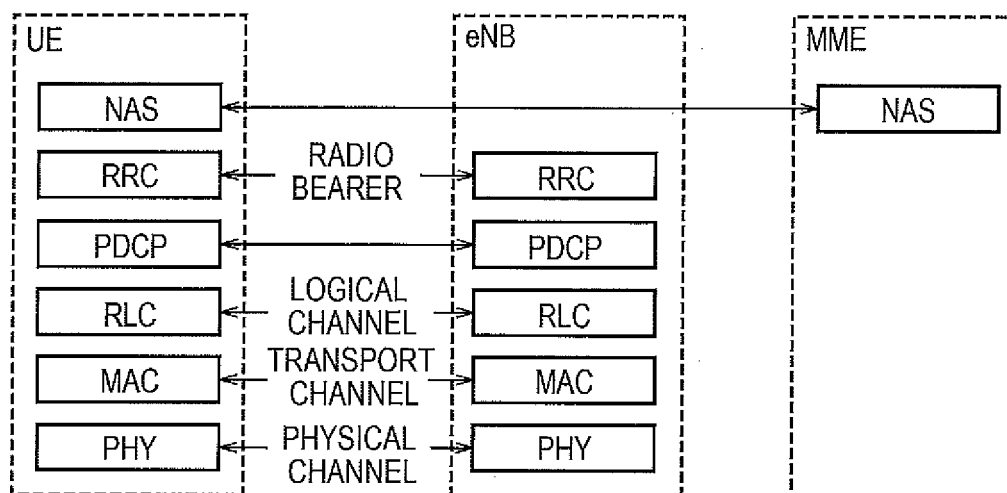 UE
eNB
MME
NAS
NAS
RRC
RADIO
BEARER
RRC
PDCP
PDCP
RLC
LOGICAL
CHANNEL
RLC
MAC
TRANSPORT
CHANNEL
MAC
PHY
PHYSICAL
CHANNEL
PHY